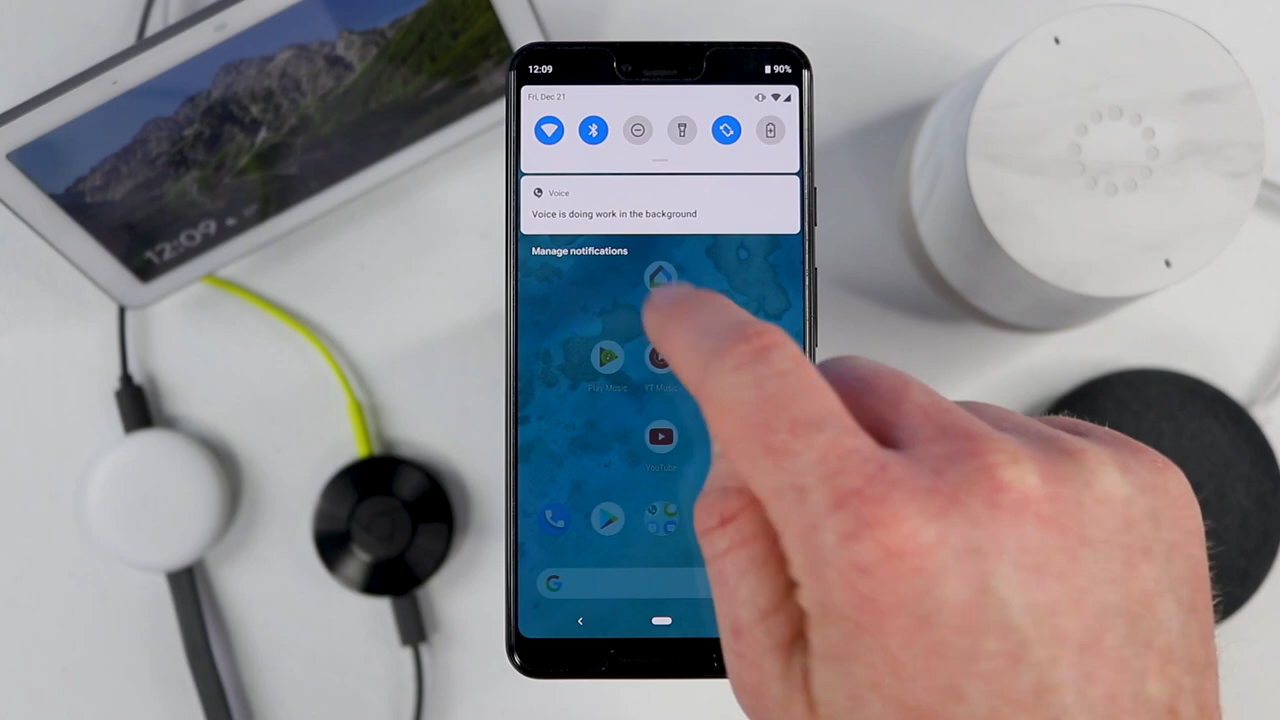 12:09
90%
Fri, Dec 21
Voice
Voice is doing work in the background
Manage notifications
Play Music
YT Music
YouTube
12:09